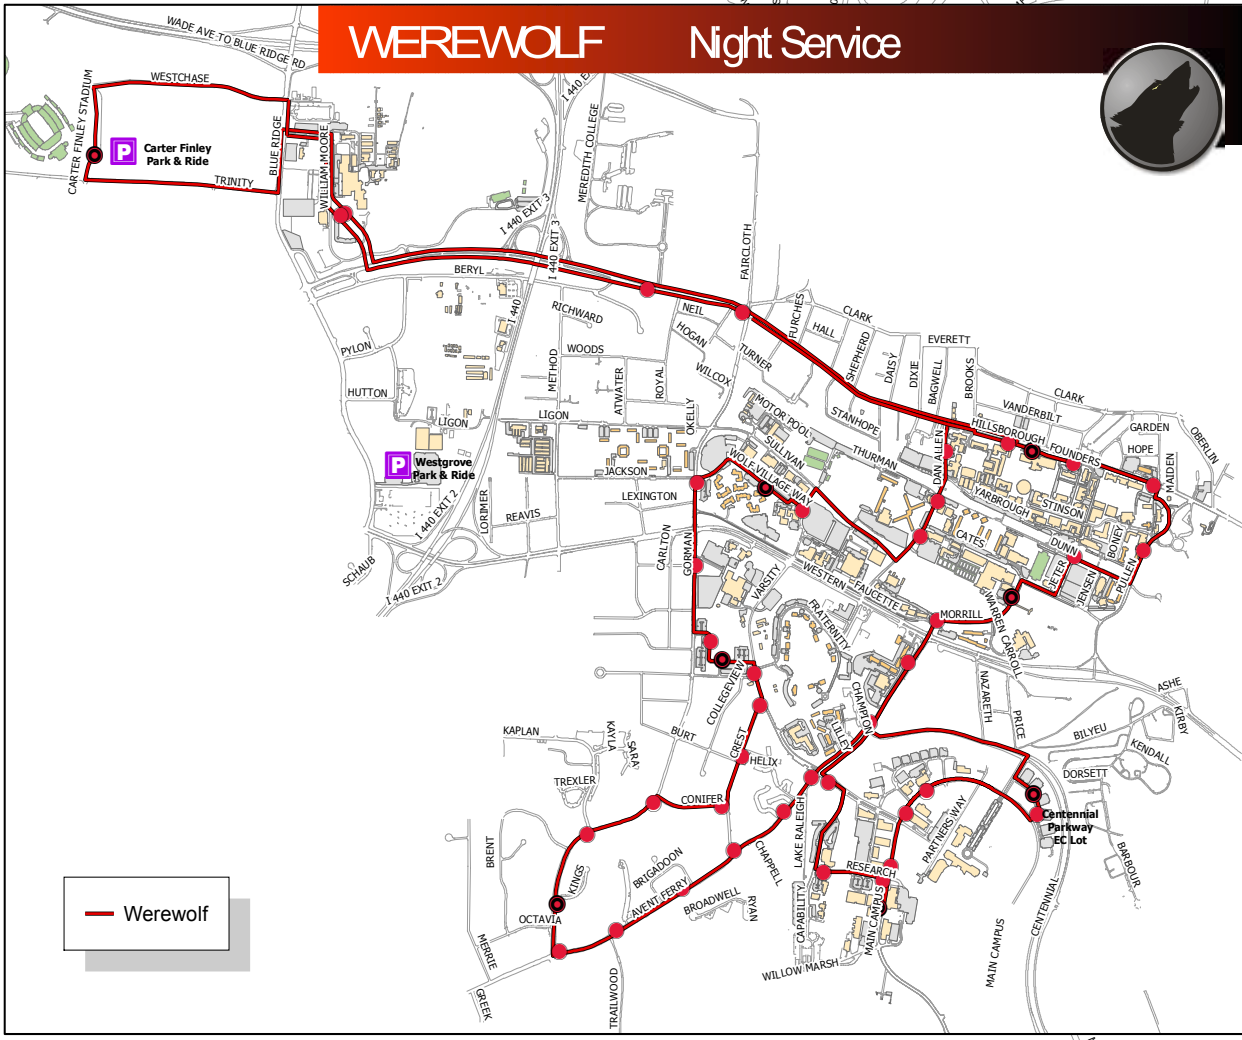 WEREWOLF Night Service
WADE AVE TO BLUE RIDGE RD
WESTCHASE
CARTER FINLEY STADIUM
P
Carter Finley
Park & Ride
BLUE RIDGE
WILLIAM MOORE
TRINITY
I 440 E
MEREDITH COLLEGE
I 440 EXIT 3
I 440 EXIT 3
FAIRCLOTH
BERYL
I 440
RICHWARD
NEIL
HOGAN
FURCHES
CLARK
HALL
SHEPHERD
DAISY
DIXIE
EVERETT
BAGWELL
BROOKS
TURNER
WILCOX
PYLON
WOODS
METHOD
ATWATER
ROYAL
HUTTON
LIGON
LIGON
OKELLY
MOTOR POOL
STANHOPE
SULLIVAN
THURMAN
CLARK
VANDERBILT
GARDEN
OBERLIN
HILLSBOROUGH
FOUNDERS
HOPE
MAIDEN
DAN ALLEN
P
Westgrove
Park & Ride
JACKSON
WOLF VILLAGE WAY
LEXINGTON
LORIMER
REAVIS
I 440 EXIT 2
I 440 EXIT 2
SCHAUB
CARLTON
GORMAN
YARBROUGH
STINSON
CATES
DUNN
BONEY
JETER
JENSEN
PULLEN
VARSITY
WESTERN
FAUCETTE
FRATERNITY
MORRILL
WARREN CARROLL
NAZARETH
PRICE
ASHE
KIRBY
BILYEU
KENDALL
DORSETT
COLLEGEVIEW
CHAMPION
LILLEY
KAPLAN
KAYLA
SARA
BURT
CREST
HELIX
TREXLER
CONIFER
LAKE RALEIGH
PARTNERS WAY
Centennial
Parkway
EC Lot
BARBOUR
BRENT
KINGS
BRIGADOON
CHAPPELL
RESEARCH
AVENT FERRY
BROADWELL
RYAN
CAPABILITY
MAIN CAMPUS
CENTENNIAL
OCTAVIA
MERRIE
GREEK
TRAILWOOD
WILLOW MARSH
MAIN CAMPUS
Werewolf